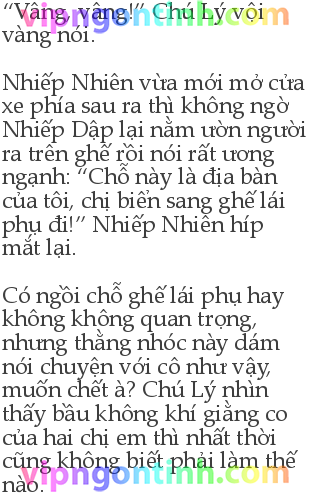 vipngontinh.com
“Vâng, vâng!” Chú Lý vội
vàng nói.
Nhiếp Nhiên vừa mới mở cửa
xe phía sau ra thì không ngờ
Nhiếp Dập lại nằm ườn người
ra trên ghế rồi nói rất ương
ngạnh: “Chỗ này là địa bàn
của tôi, chị biển sang ghế lái
phụ đi!” Nhiếp Nhiên híp
mắt lại.
Có ngồi chỗ ghế lái phụ hay
không không quan trọng,
nhưng thằng nhóc này dám
nói chuyện với cô như vậy,
muốn chết à? Chú Lý nhìn
thấy bầu không khí giằng co
của hai chị em thì nhất thời
cũng không biết phải làm thế
nào.
vipngontinh.com